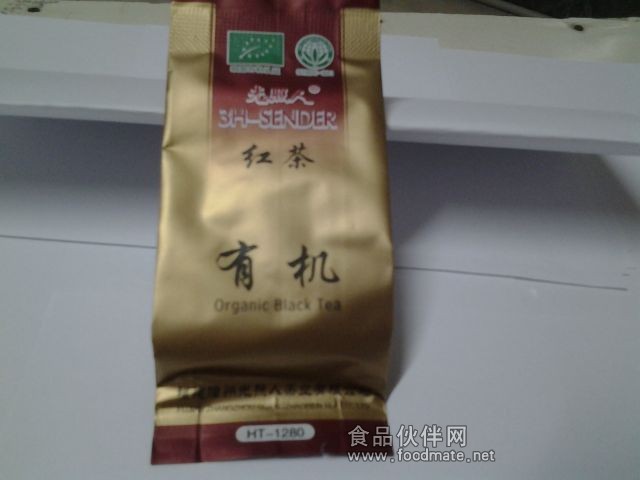 光照人®
3H-SENDER
红茶
有机
Organic Black Tea
HT-1280
食品伙伴网
www.foodmate.net